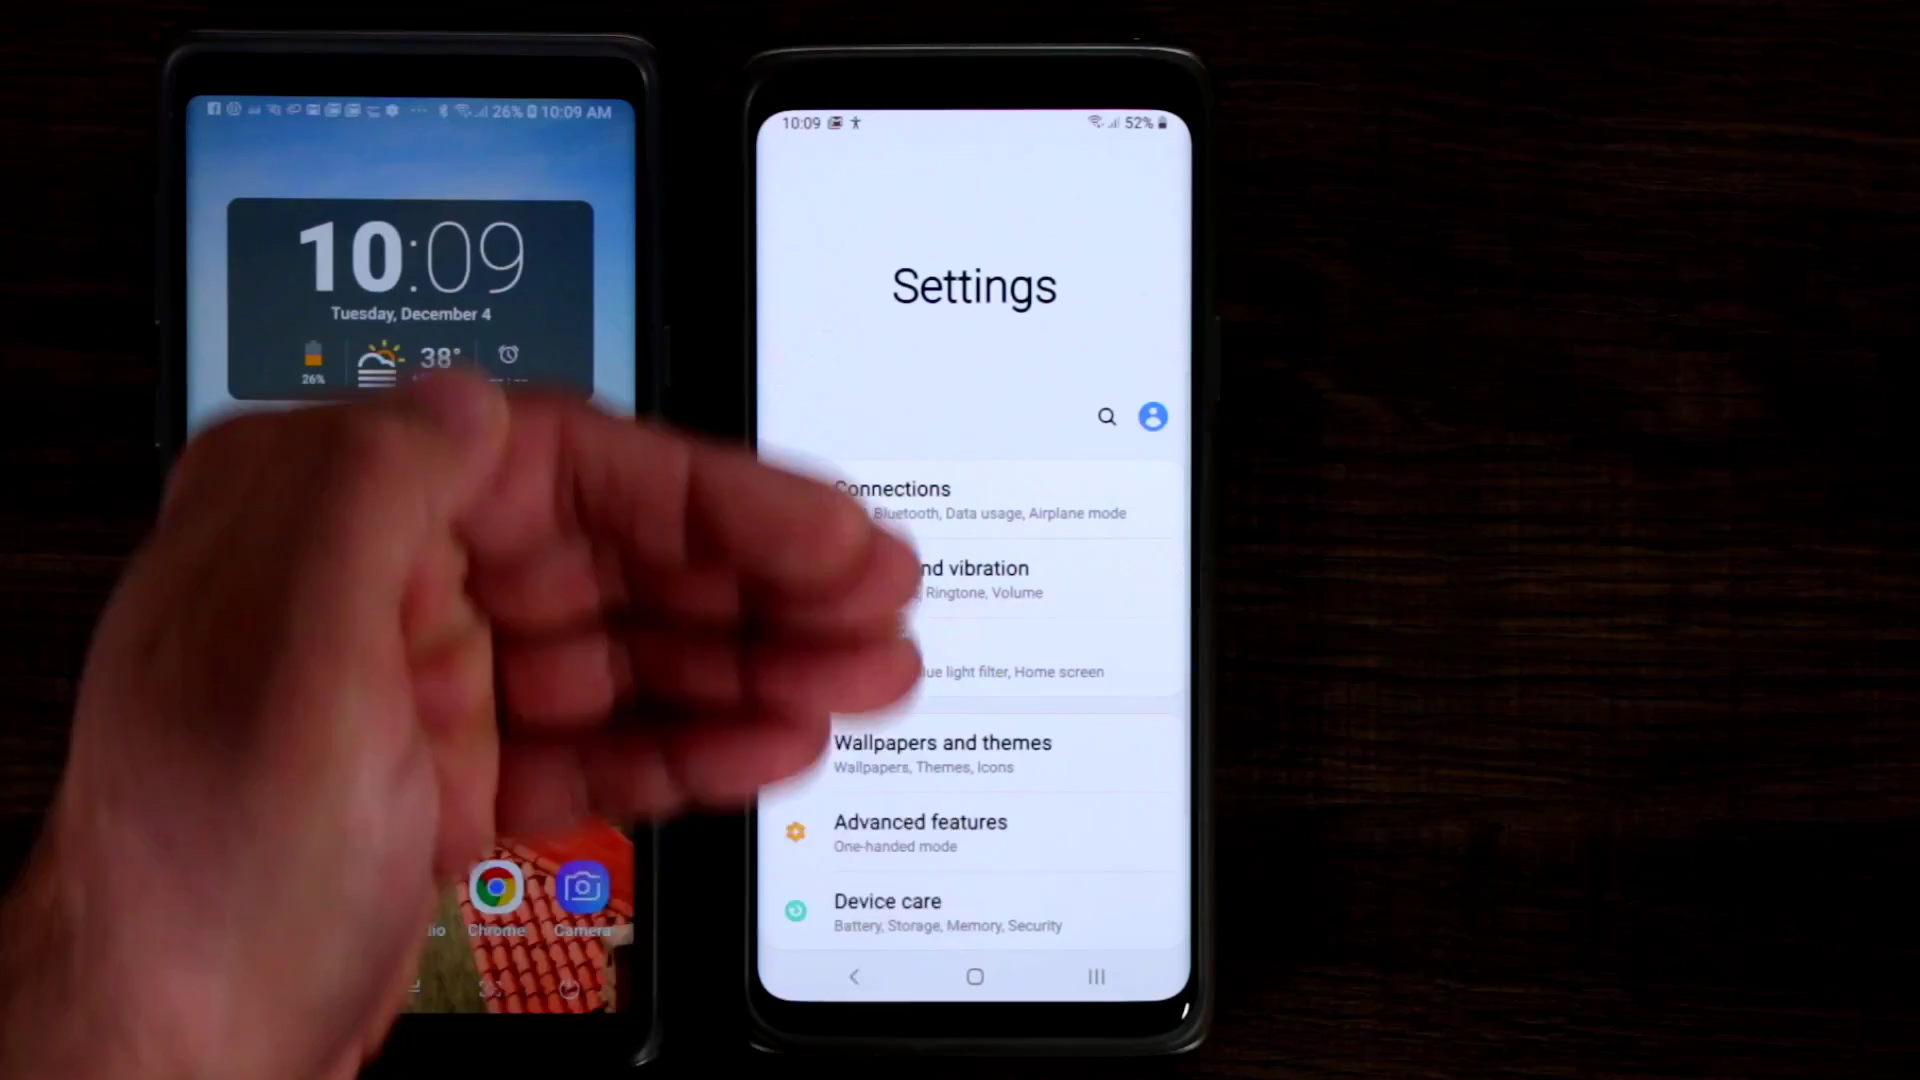 26% 10:09 AM
10:09
Tuesday, December 4
26%
38°
Chrome
Camera
10:09
52%
Settings
Connections
Bluetooth, Data usage, Airplane mode
nd vibration
Ringtone, Volume
lue light filter, Home screen
Wallpapers and themes
Wallpapers, Themes, Icons
Advanced features
One-handed mode
Device care
Battery, Storage, Memory, Security